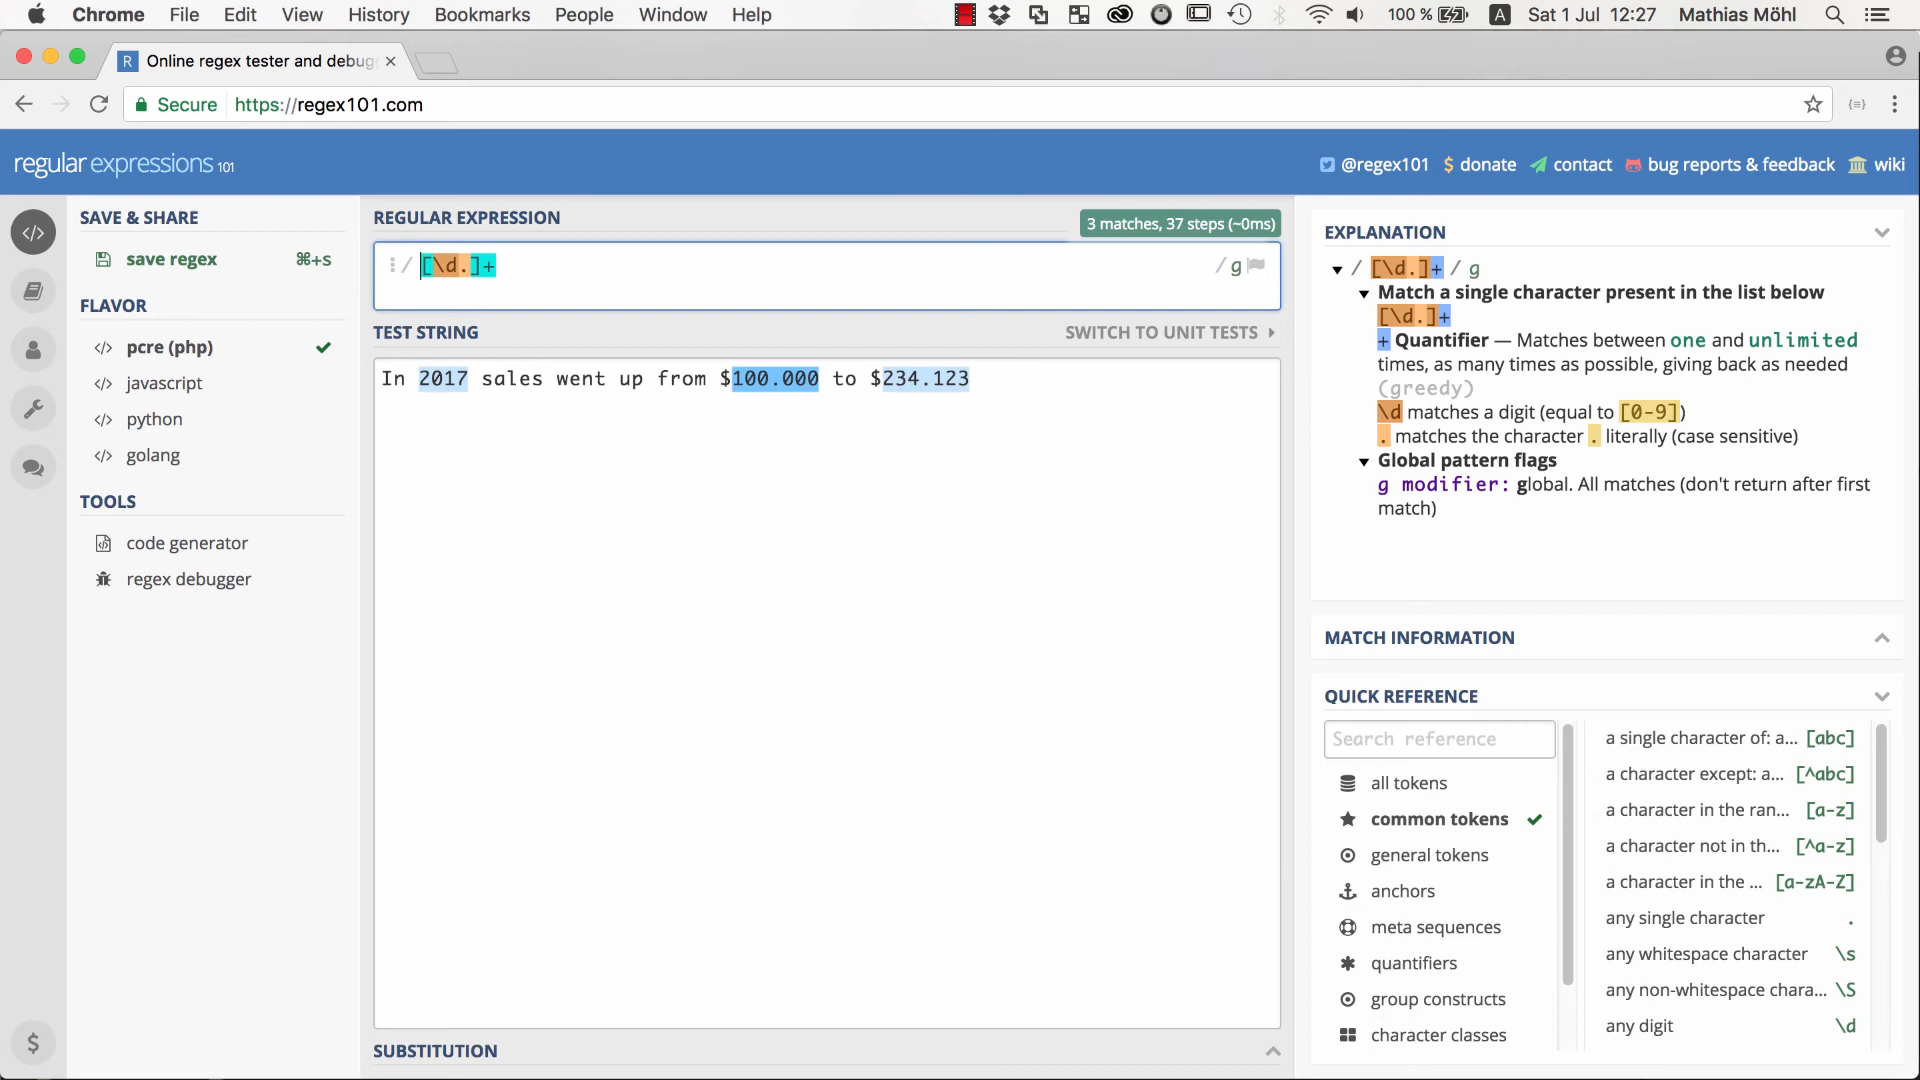 Chrome File Edit View History Bookmarks People Window Help 100 % A Sat 1 Jul 12:27 Mathias Möhl
R Online regex tester and debug
Secure https://regex101.com
regular expressions 101
@regex101 $ donate contact bug reports & feedback wiki
SAVE & SHARE
save regex ⌘+s
FLAVOR
</> pcre (php)
</> javascript
</> python
</> golang
TOOLS
code generator
regex debugger
$
REGULAR EXPRESSION
3 matches, 37 steps (~0ms)
/ [\d.]+ / g
TEST STRING
SWITCH TO UNIT TESTS
In 2017 sales went up from $100.000 to $234.123
SUBSTITUTION
EXPLANATION
/ [\d.]+ / g
Match a single character present in the list below
[\d.]+
+ Quantifier — Matches between one and unlimited
times, as many times as possible, giving back as needed
(greedy)
\d matches a digit (equal to [0-9])
. matches the character . literally (case sensitive)
Global pattern flags
g modifier: global. All matches (don't return after first
match)
MATCH INFORMATION
QUICK REFERENCE
Search reference
all tokens
common tokens
general tokens
anchors
meta sequences
quantifiers
group constructs
character classes
a single character of: a... [abc]
a character except: a... [^abc]
a character in the ran... [a-z]
a character not in th... [^a-z]
a character in the ... [a-zA-Z]
any single character .
any whitespace character \s
any non-whitespace chara... \S
any digit \d